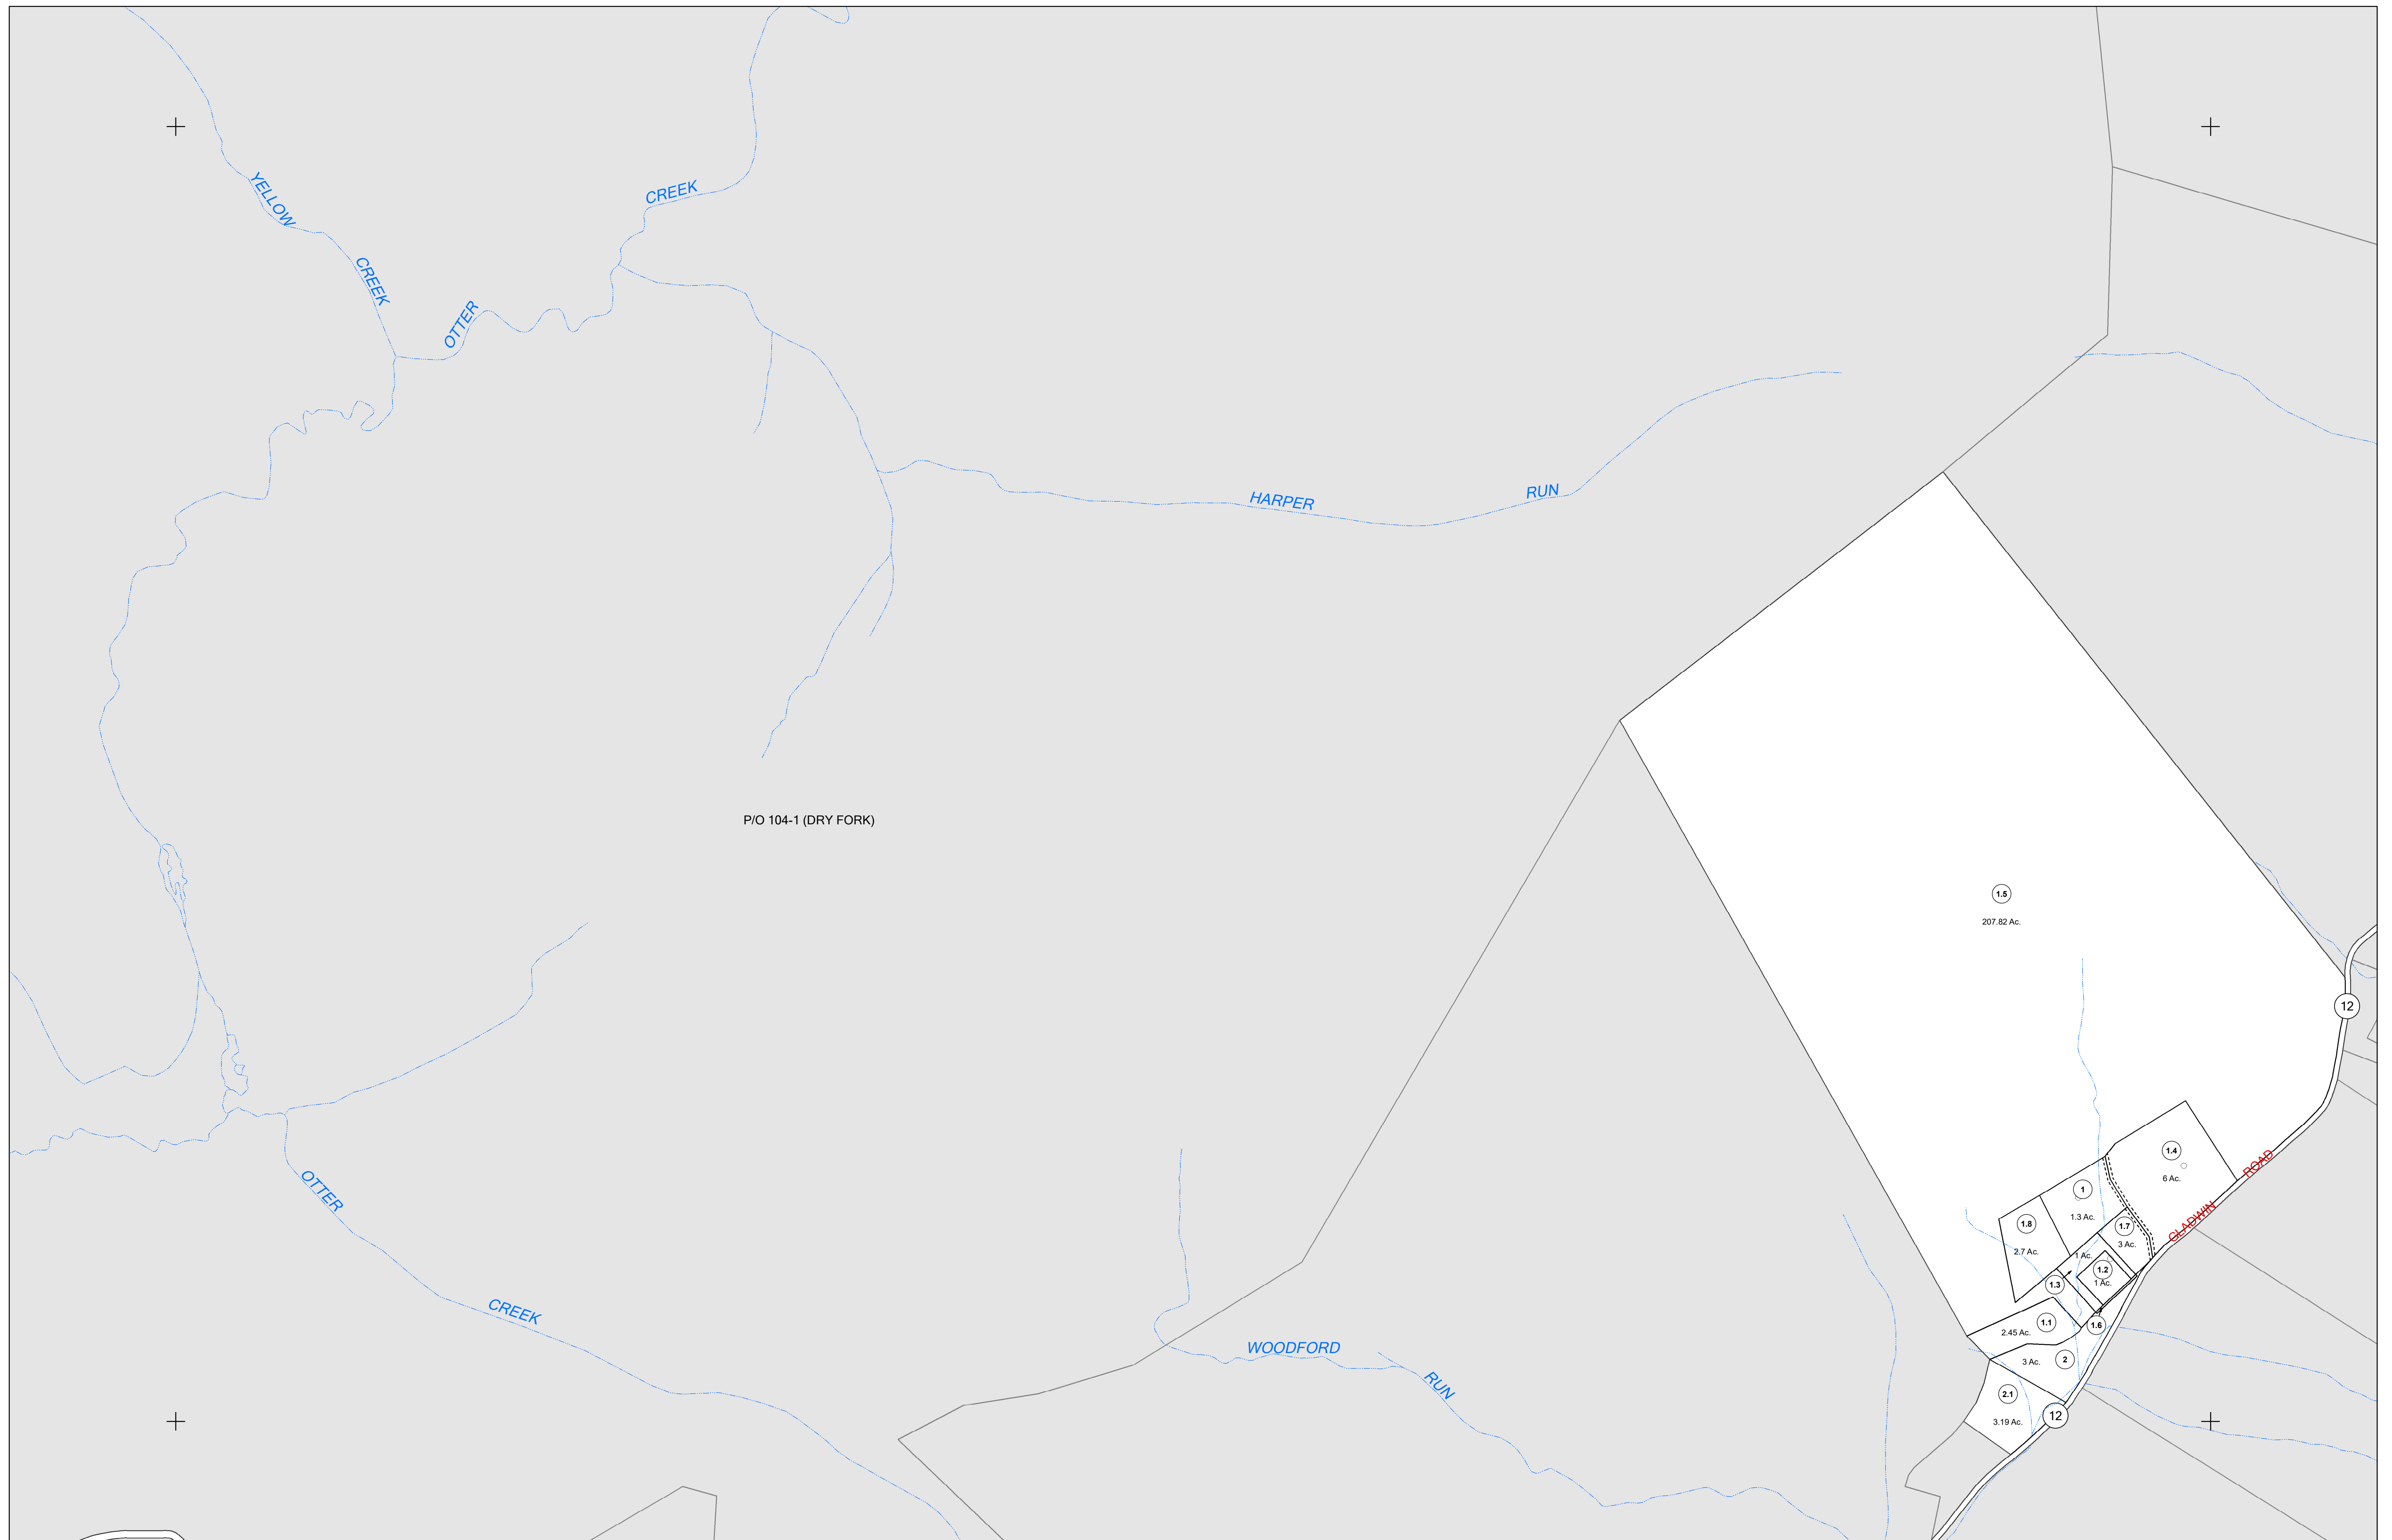 YELLOW
CREEK
CREEK
OTTER
HARPER
RUN
P/O 104-1 (DRY FORK)
1.5
207.82 Ac.
12
1.4
6 Ac.
GLADWIN
ROAD
1
1.3 Ac.
1.8
2.7 Ac.
1.7
3 Ac.
1 Ac.
1.2
1 Ac.
1.3
1.6
1.1
2.45 Ac.
2
3 Ac.
2.1
3.19 Ac.
12
OTTER
CREEK
WOODFORD
RUN